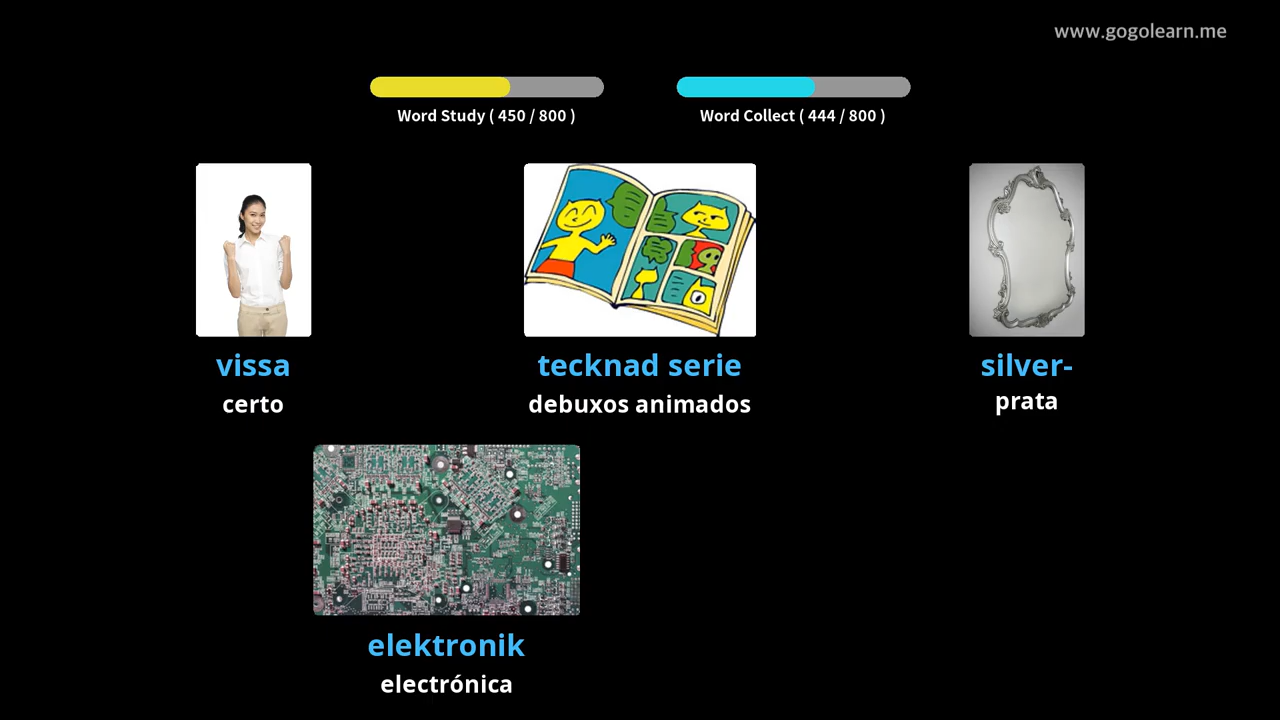 www.gogolearn.me
Word Study ( 450 / 800 )
Word Collect ( 444 / 800 )
vissa
certo
tecknad serie
debuxos animados
silver-
prata
elektronik
electrónica